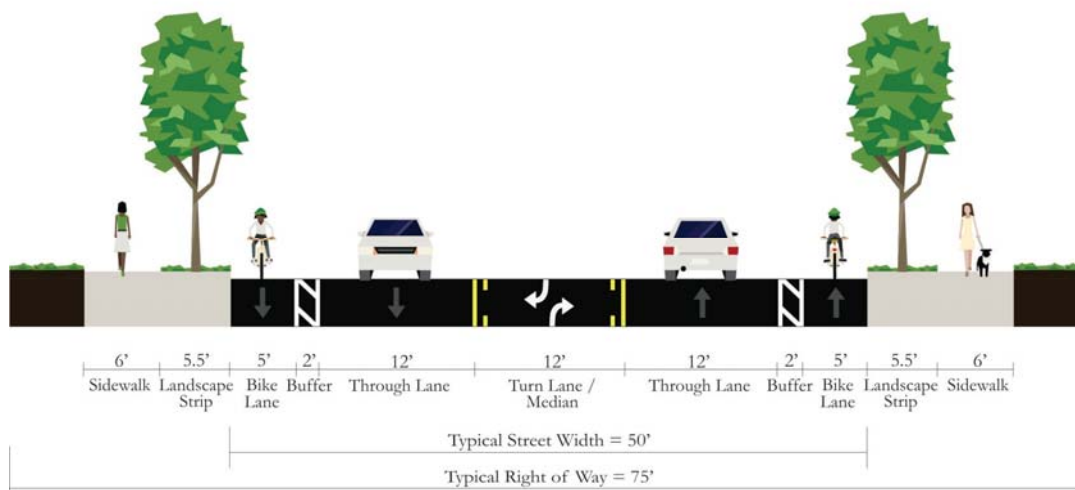 6’ 5.5’ 5’ 2’ 12’ 12’ 12’ 2’ 5’ 5.5’ 6’
Sidewalk Landscape Bike Buffer Through Lane Turn Lane / Through Lane Buffer Bike Landscape Sidewalk
Strip Lane Median Lane Strip
Typical Street Width = 50’
Typical Right of Way = 75’